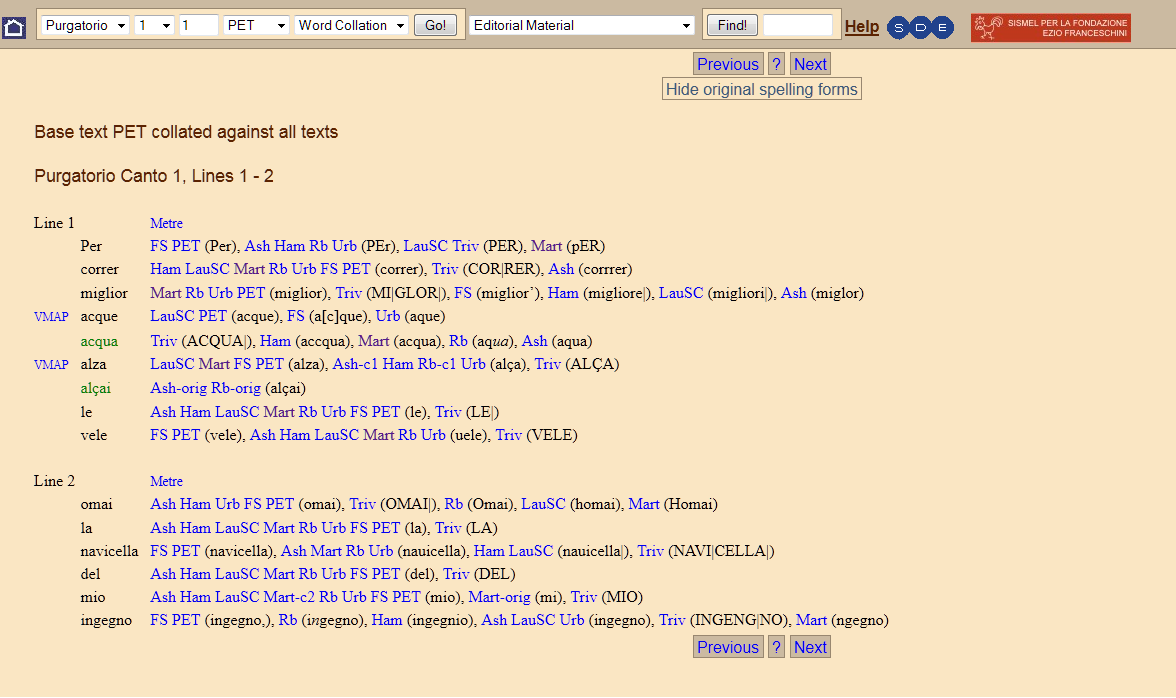 Purgatorio 1 1 PET Word Collation Go! Editorial Material Find! Help S D E SISMEL PER LA FONDAZIONE
EZIO FRANCESCHINI
Previous ? Next
Hide original spelling forms
Base text PET collated against all texts
Purgatorio Canto 1, Lines 1 - 2
Line 1 Metre
Per FS PET (Per), Ash Ham Rb Urb (PEr), LauSC Triv (PER), Mart (pER)
correr Ham LauSC Mart Rb Urb FS PET (correr), Triv (COR|RER), Ash (corrrer)
miglior Mart Rb Urb PET (miglior), Triv (MI|GLOR|), FS (miglior’), Ham (migliore|), LauSC (migliori|), Ash (miglor)
VMAP acque LauSC PET (acque), FS (a[c]que), Urb (aque)
acqua Triv (ACQUA|), Ham (accqua), Mart (acqua), Rb (aqua), Ash (aqua)
VMAP alza LauSC Mart FS PET (alza), Ash-c1 Ham Rb-c1 Urb (alça), Triv (ALÇA)
alçai Ash-orig Rb-orig (alçai)
le Ash Ham LauSC Mart Rb Urb FS PET (le), Triv (LE|)
vele FS PET (vele), Ash Ham LauSC Mart Rb Urb (uele), Triv (VELE)
Line 2 Metre
omai Ash Ham Urb FS PET (omai), Triv (OMAI|), Rb (Omai), LauSC (homai), Mart (Homai)
la Ash Ham LauSC Mart Rb Urb FS PET (la), Triv (LA)
navicella FS PET (navicella), Ash Mart Rb Urb (nauicella), Ham LauSC (nauicella|), Triv (NAVI|CELLA|)
del Ash Ham LauSC Mart Rb Urb FS PET (del), Triv (DEL)
mio Ash Ham LauSC Mart-c2 Rb Urb FS PET (mio), Mart-orig (mi), Triv (MIO)
ingegno FS PET (ingegno,), Rb (ingegno), Ham (ingegnio), Ash LauSC Urb (ingegno), Triv (INGENG|NO), Mart (ngegno)
Previous ? Next